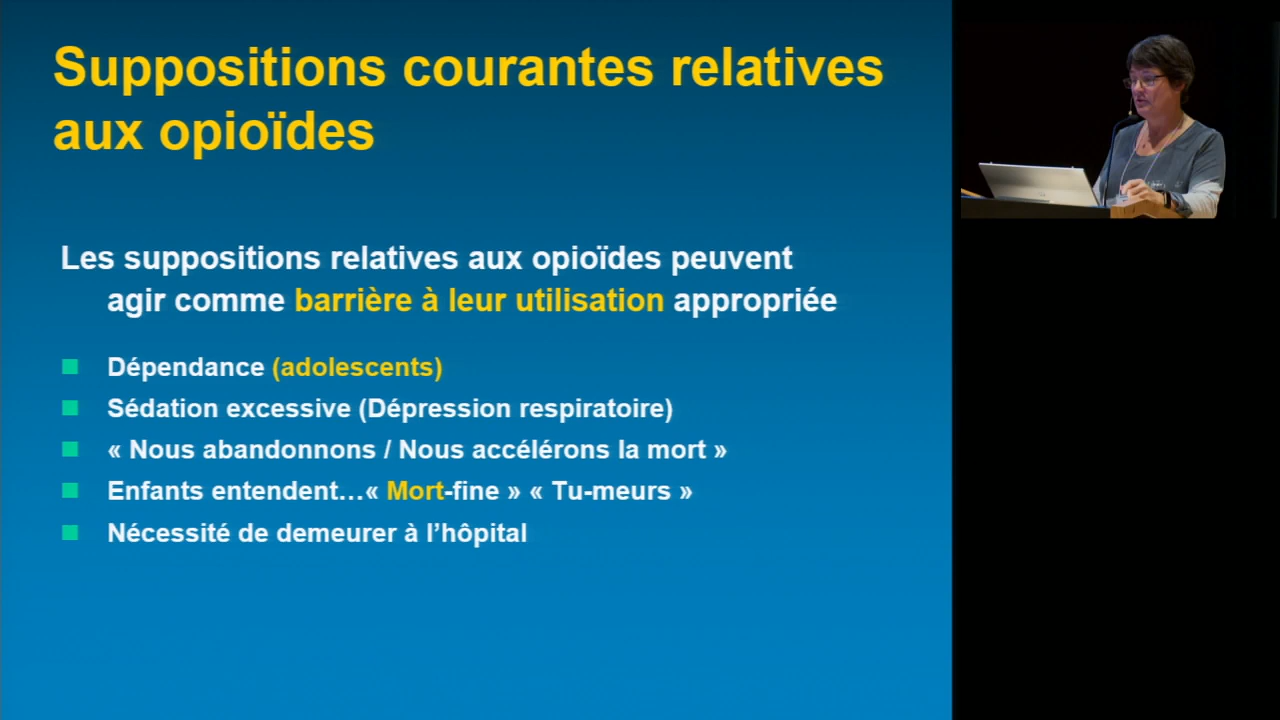 Suppositions courantes relatives
aux opioïdes
Les suppositions relatives aux opioïdes peuvent
agir comme barrière à leur utilisation appropriée
Dépendance (adolescents)
Sédation excessive (Dépression respiratoire)
« Nous abandonnons / Nous accélérons la mort »
Enfants entendent…« Mort-fine » « Tu-meurs »
Nécessité de demeurer à l’hôpital